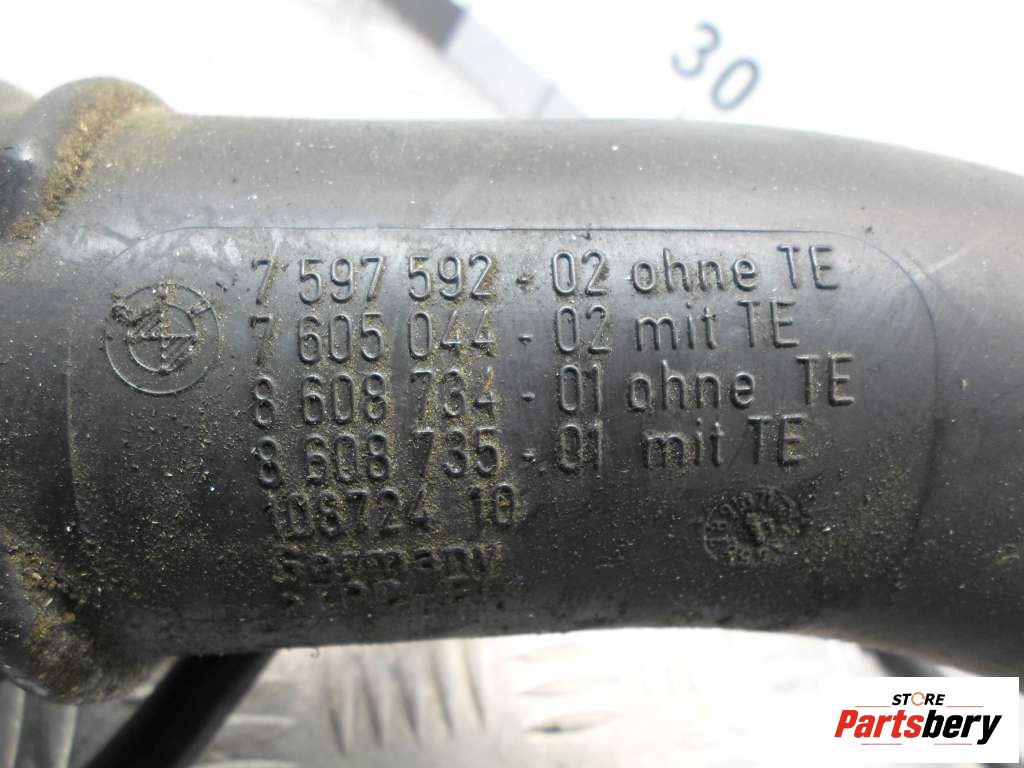 30
7 597 592 - 02 ohne TE
7 605 044 - 02 mit TE
8 608 734 - 01 ohne TE
8 608 735 - 01 mit TE
108724 10
Germany
STORE
Partsbery